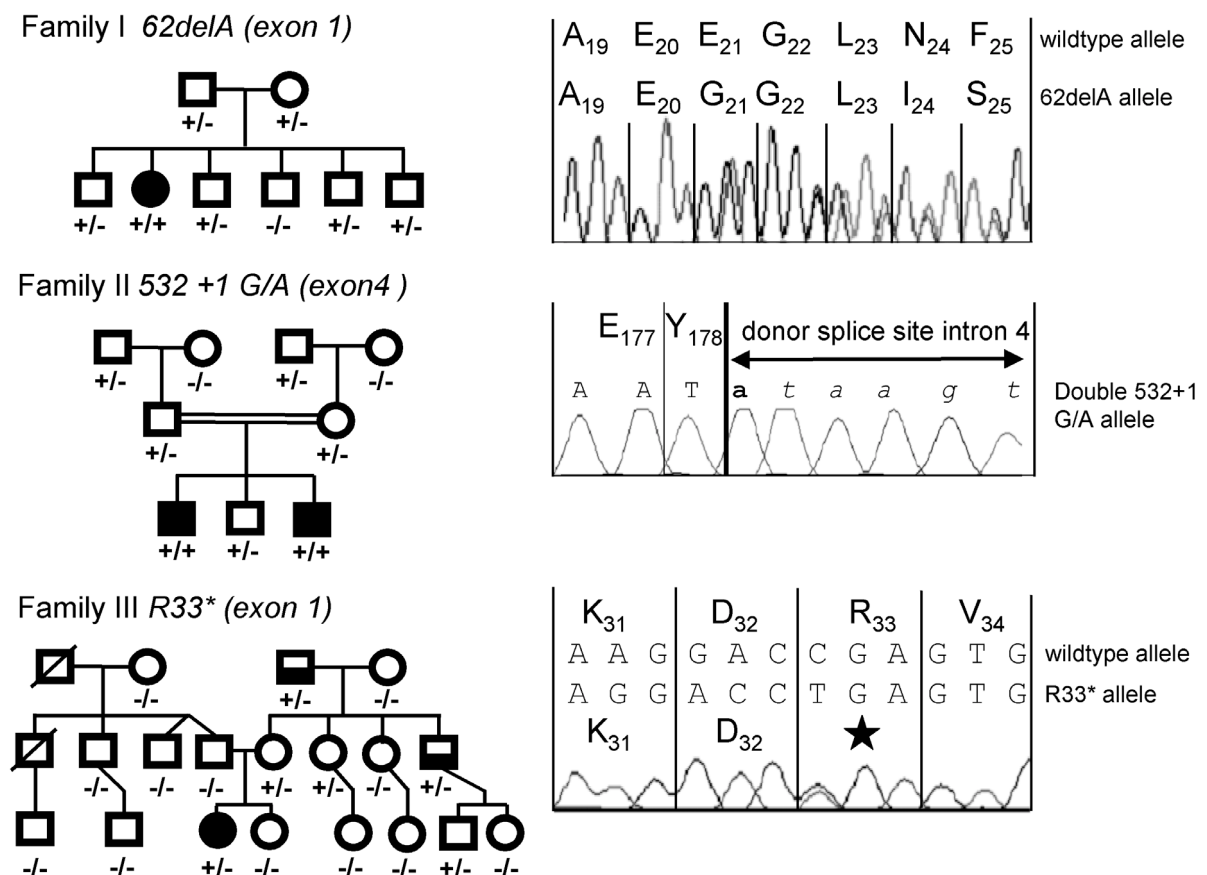 Family I 62delA (exon 1)
+/- +/-
+/- +/+ +/- -/- +/- +/-
A19 E20 E21 G22 L23 N24 F25 wildtype allele
A19 E20 G21 G22 L23 I24 S25 62delA allele
Family II 532 +1 G/A (exon4 )
+/- -/- +/- -/-
+/- +/-
+/+ +/- +/+
E177 Y178 donor splice site intron 4
A A T a t a a g t Double 532+1
G/A allele
Family III R33* (exon 1)
-/- +/- -/-
-/- -/- -/- +/- +/- -/- +/-
-/- -/- +/- -/- -/- -/- +/- -/-
K31 D32 R33 V34
A A G G A C C G A G T G wildtype allele
A G G A C C T G A G T G R33* allele
K31 D32 ★